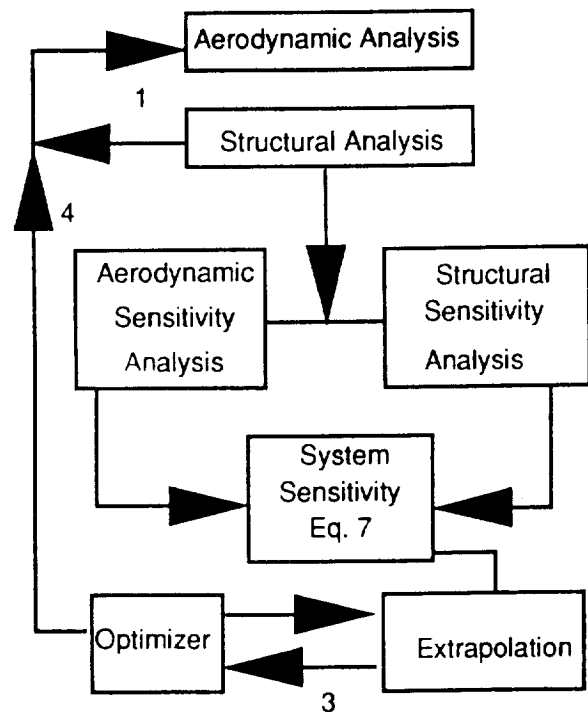 Aerodynamic Analysis
1
Structural Analysis
4
Aerodynamic
Sensitivity
Analysis
Structural
Sensitivity
Analysis
System
Sensitivity
Eq. 7
Optimizer
Extrapolation
3